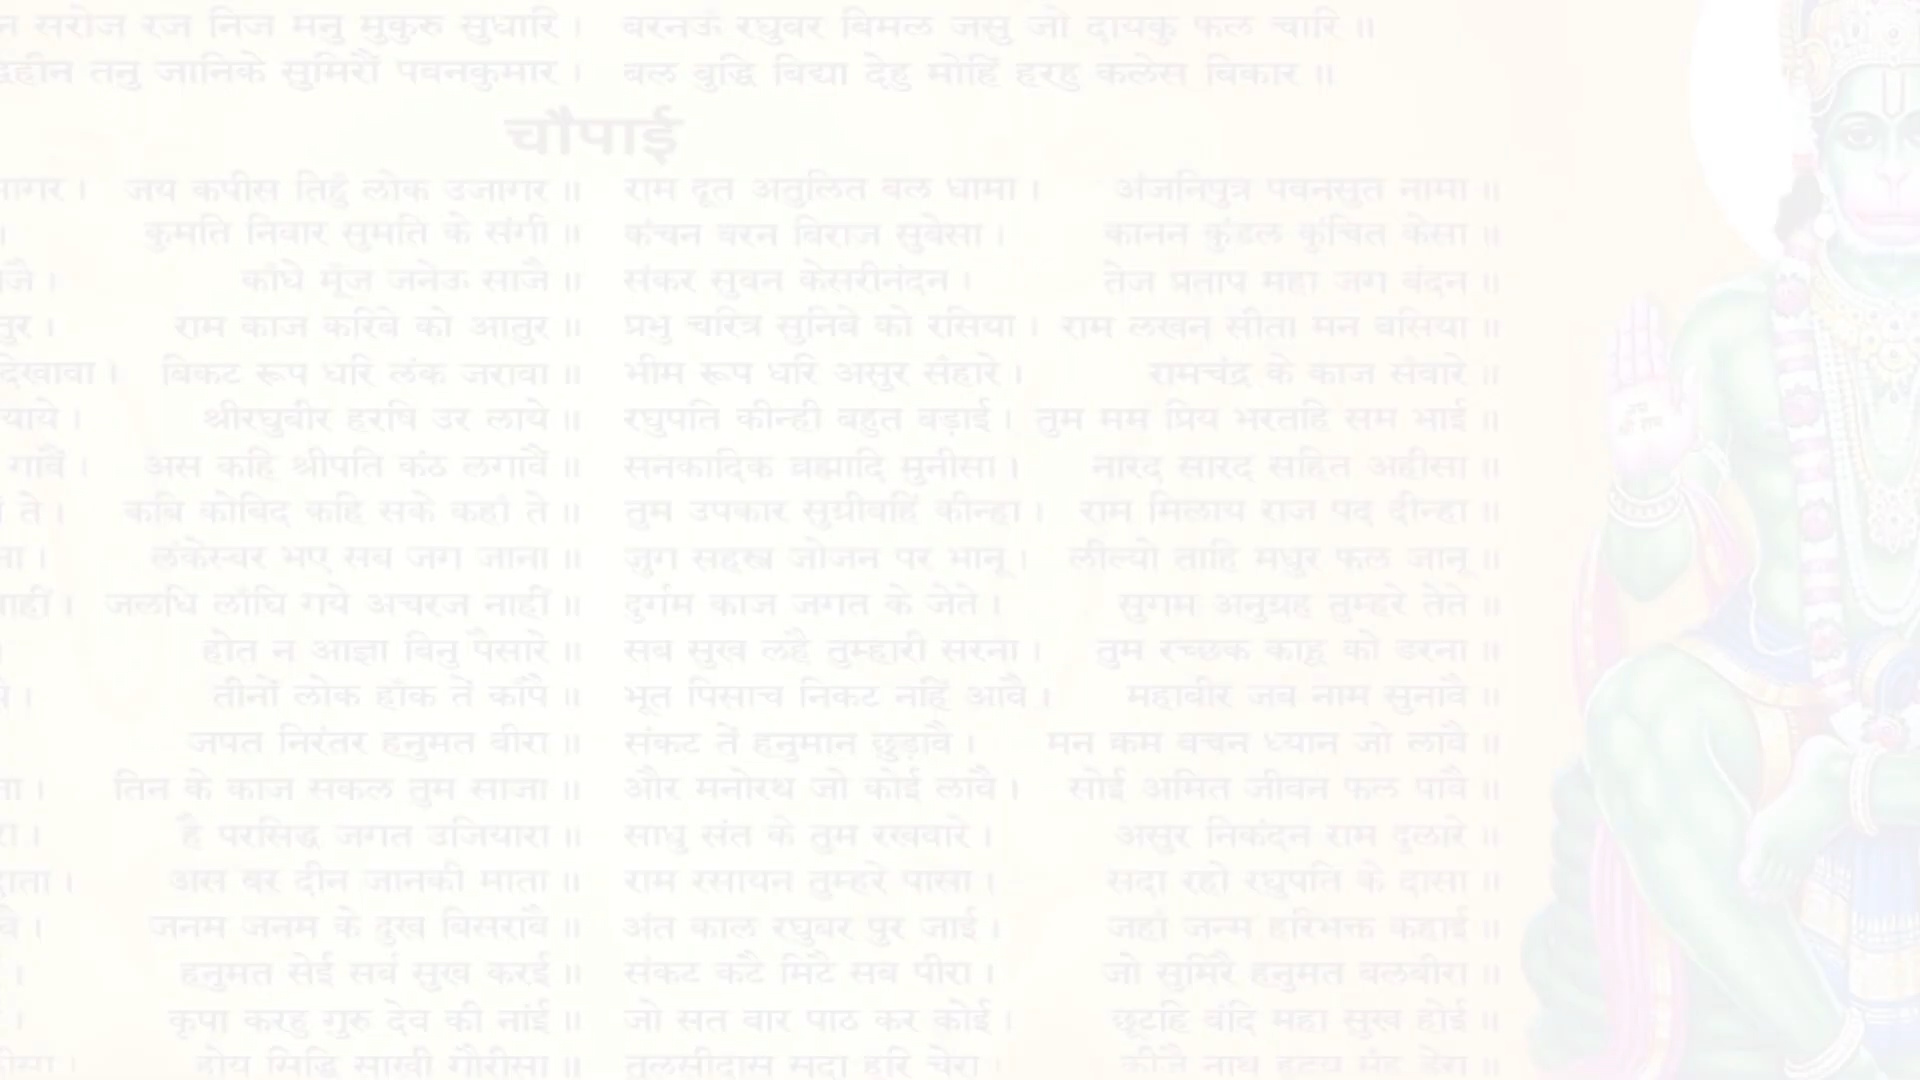 न सरोज रज निज मनु मुकुरु सुधारि । बरनऊँ रघुबर बिमल जसु जो दायकु फल चारि ॥
तनु जानिके सुमिरौं पवनकुमार । बल बुद्धि बिद्या देहु मोहिं हरहु कलेस बिकार ॥
चौपाई
जय कपीस तिहुँ लोक उजागर ॥ राम दूत अतुलित बल धामा । अंजनिपुत्र पवनसुत नामा ॥
। कुमति निवार सुमति के संगी ॥ कंचन बरन बिराज सुबेसा । कानन कुंडल कुंचित केसा ॥
जै । काँधे मूंज जनेऊ साजै ॥ संकर सुवन केसरीनंदन । तेज प्रताप महा जग बंदन ॥
तुर । राम काज करिबे को आतुर ॥ प्रभु चरित्र सुनिबे को रसिया । राम लखन सीता मन बसिया ॥
दिखावा । बिकट रूप धरि लंक जरावा ॥ भीम रूप धरि असुर सँहारे । रामचंद्र के काज सँवारे ॥
याये । श्रीरघुबीर हरषि उर लाये ॥ रघुपति कीन्ही बहुत बड़ाई । तुम मम प्रिय भरतहि सम भाई ॥
गावैं । अस कहि श्रीपति कंठ लगावैं ॥ सनकादिक ब्रह्मादि मुनीसा । नारद सारद सहित अहीसा ॥
ते । कबि कोबिद कहि सके कहाँ ते ॥ तुम उपकार सुग्रीवहिं कीन्हा । राम मिलाय राज पद दीन्हा ॥
ना । लंकेस्वर भए सब जग जाना ॥ जुग सहस्त्र जोजन पर भानू । लील्यो ताहि मधुर फल जानू ॥
माहीं । जलधि लाँघि गये अचरज नाहीं ॥ दुर्गम काज जगत के जेते । सुगम अनुग्रह तुम्हरे तेते ॥
होत न आज्ञा बिनु पैसारे ॥ सब सुख लहै तुम्हारी सरना । तुम रच्छक काहू को डरना ॥
। तीनों लोक हाँक तें काँपै ॥ भूत पिसाच निकट नहिं आवै । महाबीर जब नाम सुनावै ॥
जपत निरंतर हनुमत बीरा ॥ संकट तें हनुमान छुड़ावै । मन क्रम बचन ध्यान जो लावै ॥
। तिन के काज सकल तुम साजा ॥ और मनोरथ जो कोई लावै । सोई अमित जीवन फल पावै ॥
रा । है परसिद्ध जगत उजियारा ॥ साधु संत के तुम रखवारे । असुर निकंदन राम दुलारे ॥
दाता । अस बर दीन जानकी माता ॥ राम रसायन तुम्हरे पासा । सदा रहो रघुपति के दासा ॥
वै । जनम जनम के दुख बिसरावै ॥ अंत काल रघुबर पुर जाई । जहाँ जन्म हरिभक्त कहाई ॥
। हनुमत सेई सर्ब सुख करई ॥ संकट कटै मिटै सब पीरा । जो सुमिरै हनुमत बलबीरा ॥
। कृपा करहु गुरु देव की नांई ॥ जो सत बार पाठ कर कोई । छूटहि बंदि महा सुख होई ॥
। होय सिद्धि साखी गौरीसा ॥ तुलसीदास सदा हरि चेरा । कीजै नाथ हृदय मँह डेरा ॥